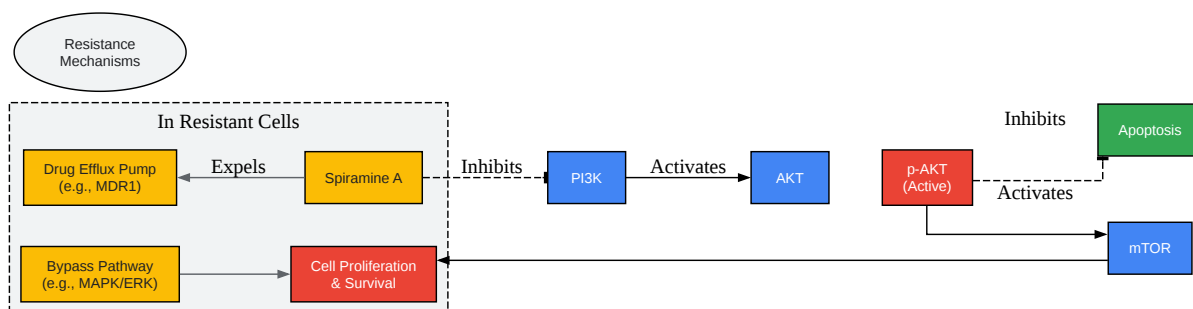 Resistance
Mechanisms
In Resistant Cells
Inhibits
Apoptosis
Drug Efflux Pump
(e.g., MDR1)
Expels
Spiramine A
Inhibits
PI3K
Activates
AKT
p-AKT
(Active)
Activates
mTOR
Bypass Pathway
(e.g., MAPK/ERK)
Cell Proliferation
& Survival